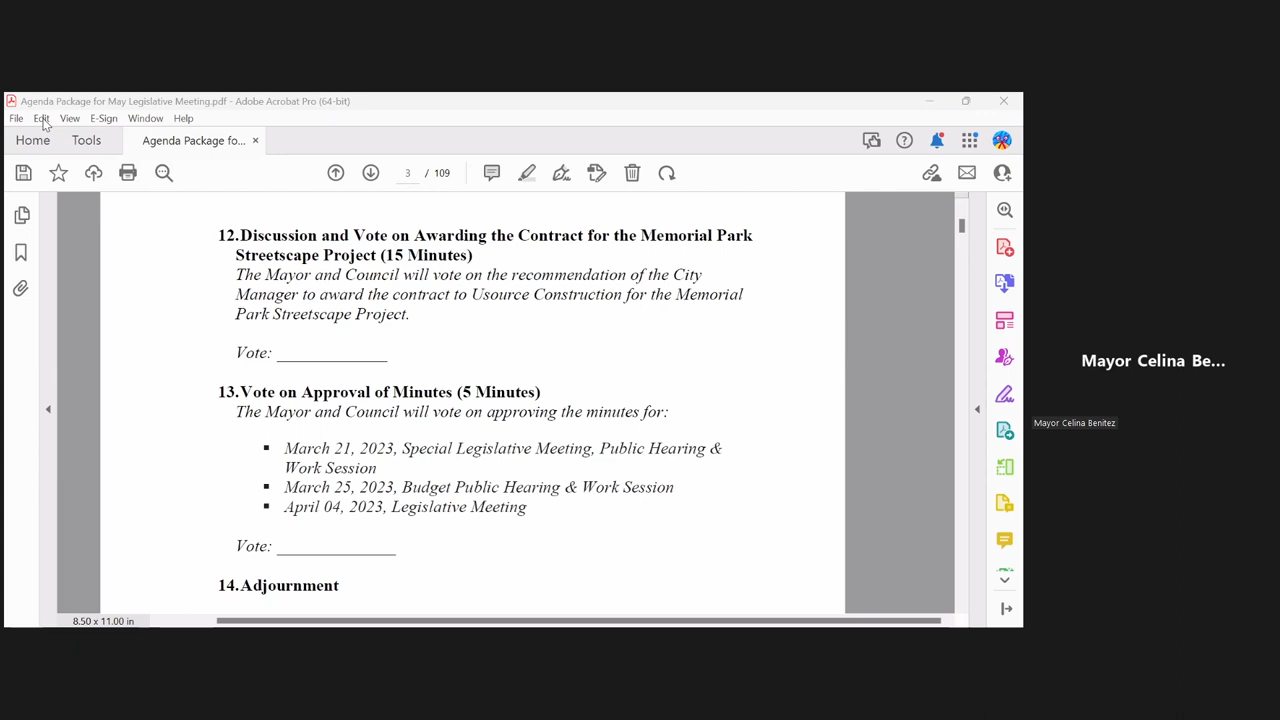 Agenda Package for May Legislative Meeting.pdf - Adobe Acrobat Pro (64-bit)
File Edit View E-Sign Window Help
Home Tools Agenda Package fo... ×
3 / 109
12.Discussion and Vote on Awarding the Contract for the Memorial Park
Streetscape Project (15 Minutes)
The Mayor and Council will vote on the recommendation of the City
Manager to award the contract to Usource Construction for the Memorial
Park Streetscape Project.
Vote: _____________
13.Vote on Approval of Minutes (5 Minutes)
The Mayor and Council will vote on approving the minutes for:
▪ March 21, 2023, Special Legislative Meeting, Public Hearing &
Work Session
▪ March 25, 2023, Budget Public Hearing & Work Session
▪ April 04, 2023, Legislative Meeting
Vote: ______________
14.Adjournment
8.50 x 11.00 in
Mayor Celina Be...
Mayor Celina Benitez